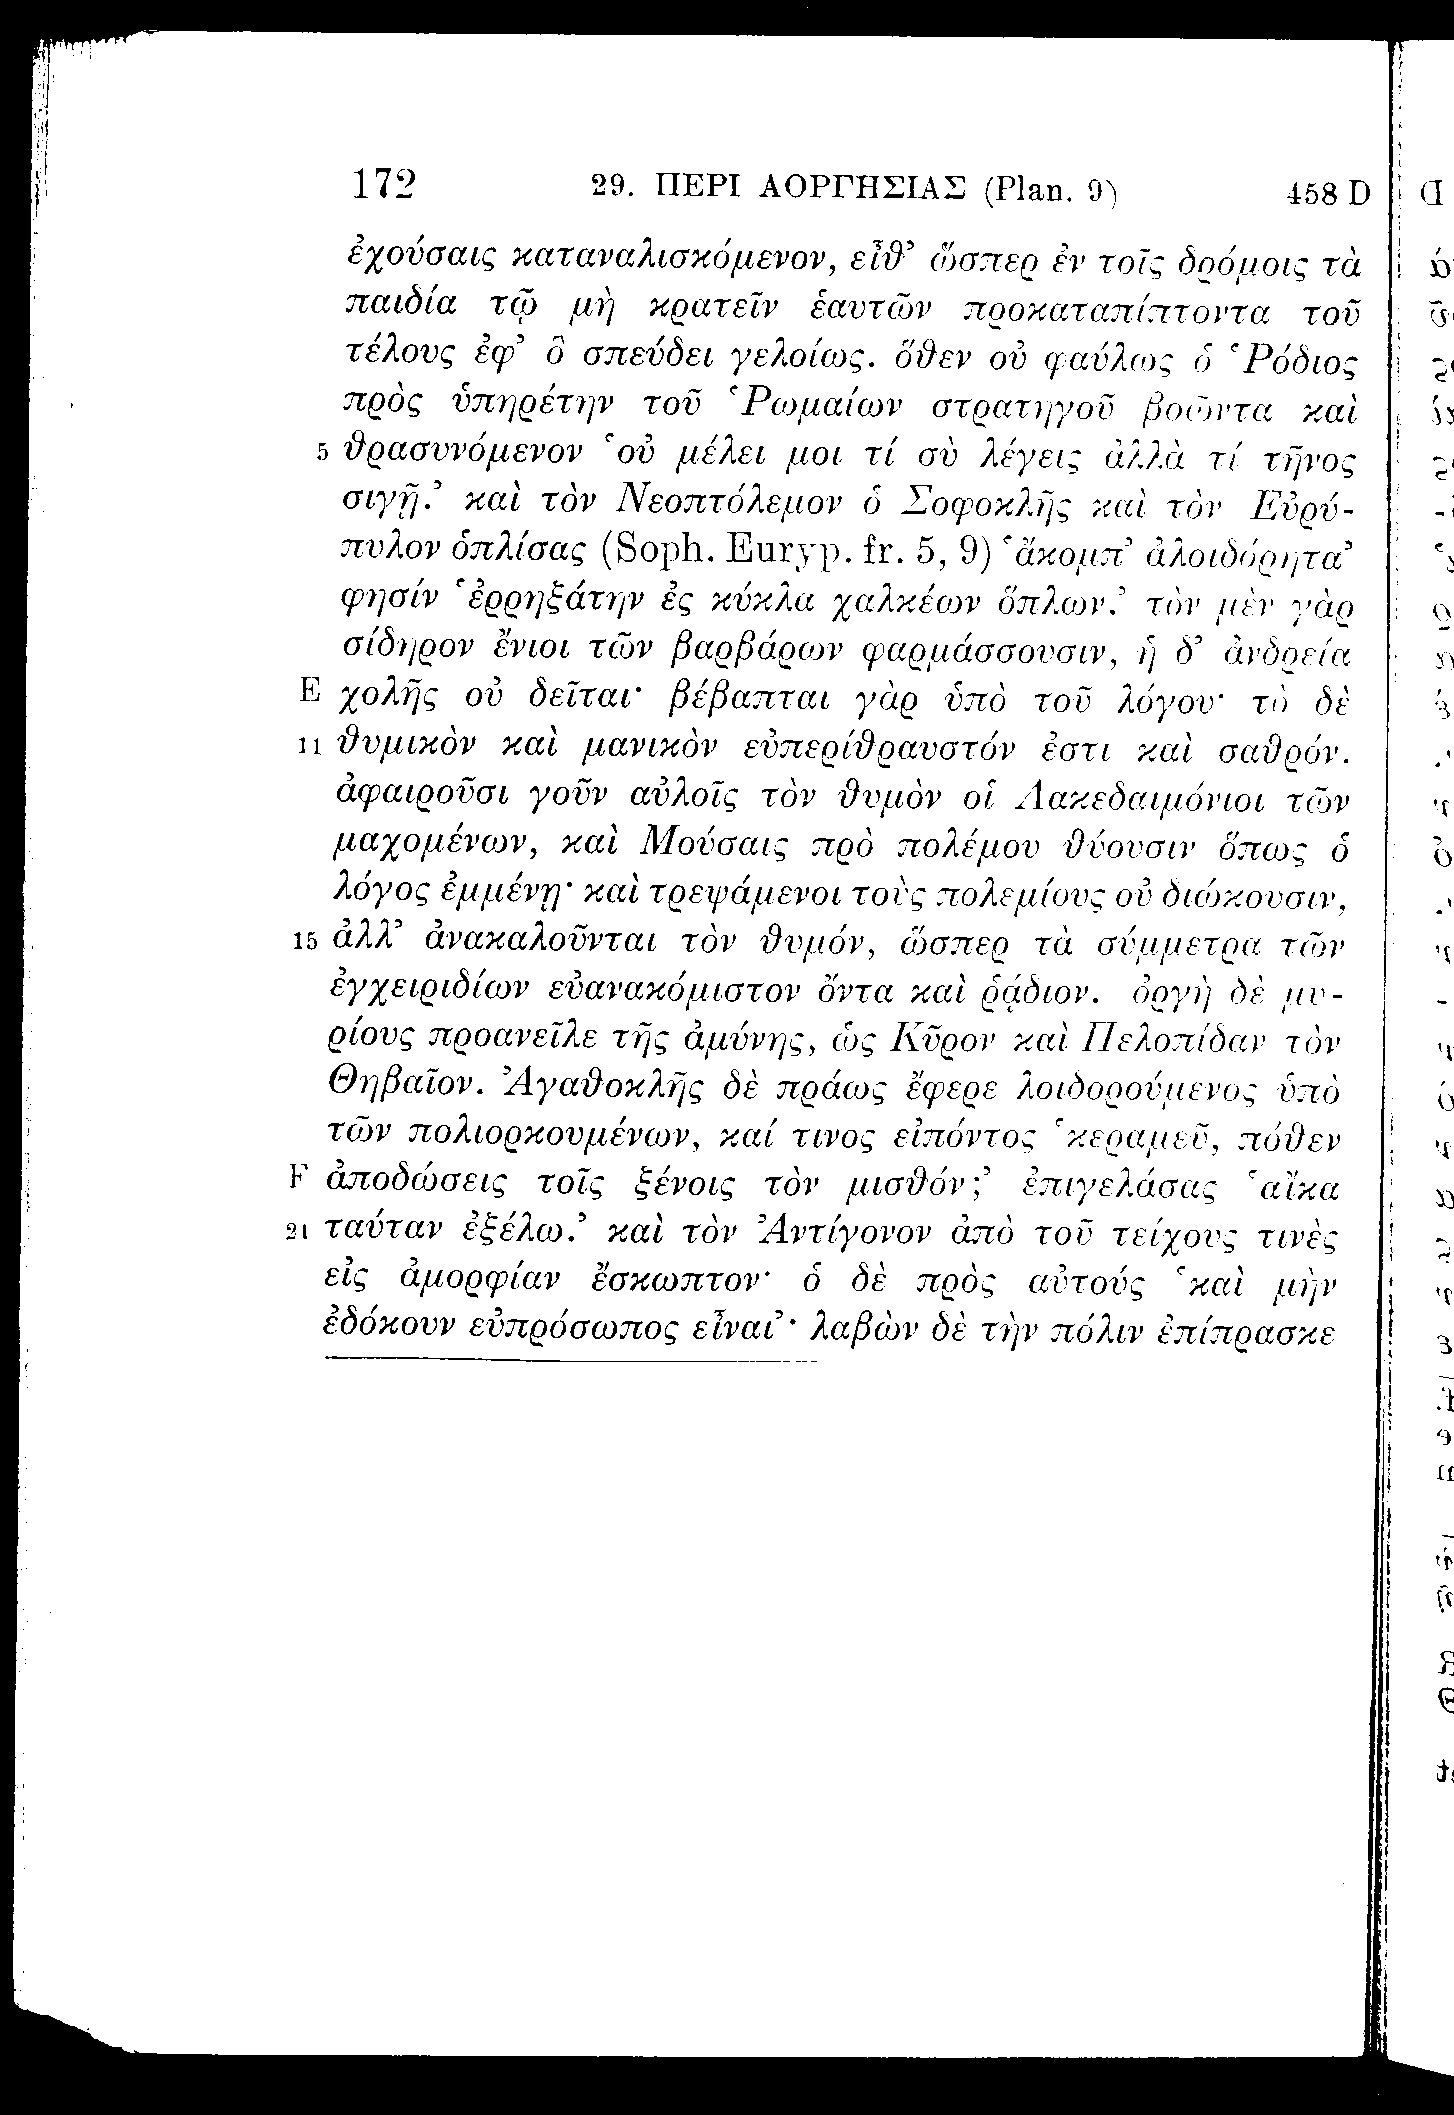 172 29. ΠΕΡΙ ΑΟΡΓΗΣΙΑΣ (Plan. 9) 458 D
ἐχούσαις καταναλισκόμενον, εἶθ’ ὥσπερ ἐν τοῖς δρόμοις τὰ
παιδία τῷ μὴ κρατεῖν ἑαυτῶν προκαταπίπτοντα τοῦ
τέλους ἐφ’ ὃ σπεύδει γελοίως. ὅθεν οὐ φαύλως ὁ Ῥόδιος
πρὸς ὑπηρέτην τοῦ Ῥωμαίων στρατηγοῦ βοῶντα καὶ
5 θρασυνόμενον ‘οὐ μέλει μοι τί σὺ λέγεις ἀλλὰ τί τῆνος
σιγῇ.’ καὶ τὸν Νεοπτόλεμον ὁ Σοφοκλῆς καὶ τὸν Εὐρύ-
πυλον ὁπλίσας (Soph. Euryp. fr. 5, 9) ‘ἄκομπ’ ἀλοιδόρητα’
φησίν ‘ἐρρηξάτην ἐς κύκλα χαλκέων ὅπλων.’ τὸν μὲν γὰρ
σίδηρον ἔνιοι τῶν βαρβάρων φαρμάσσουσιν, ἡ δ’ ἀνδρεία
E χολῆς οὐ δεῖται· βέβαπται γὰρ ὑπὸ τοῦ λόγου· τὸ δὲ
11 θυμικὸν καὶ μανικὸν εὐπερίθραυστόν ἐστι καὶ σαθρόν.
ἀφαιροῦσι γοῦν αὐλοῖς τὸν θυμὸν οἱ Λακεδαιμόνιοι τῶν
μαχομένων, καὶ Μούσαις πρὸ πολέμου θύουσιν ὅπως ὁ
λόγος ἐμμένῃ· καὶ τρεψάμενοι τοὺς πολεμίους οὐ διώκουσιν,
15 ἀλλ’ ἀνακαλοῦνται τὸν θυμόν, ὥσπερ τὰ σύμμετρα τῶν
ἐγχειριδίων εὐανακόμιστον ὄντα καὶ ῥᾴδιον. ὀργὴ δὲ μυ-
ρίους προανεῖλε τῆς ἀμύνης, ὡς Κῦρον καὶ Πελοπίδαν τὸν
Θηβαῖον. Ἀγαθοκλῆς δὲ πράως ἔφερε λοιδορούμενος ὑπὸ
τῶν πολιορκουμένων, καί τινος εἰπόντος ‘κεραμεῦ, πόθεν
F ἀποδώσεις τοῖς ξένοις τὸν μισθόν;’ ἐπιγελάσας ‘αἴκα
21 ταύταν ἐξέλω.’ καὶ τὸν Ἀντίγονον ἀπὸ τοῦ τείχους τινὲς
εἰς ἀμορφίαν ἔσκωπτον· ὁ δὲ πρὸς αὐτούς ‘καὶ μὴν
ἐδόκουν εὐπρόσωπος εἶναι’· λαβὼν δὲ τὴν πόλιν ἐπίπρασκε